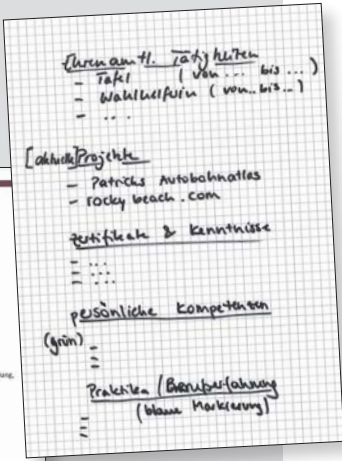 Ehrenamtl. Tätigkeiten
- Tafel (von ... bis ...)
- Wahlhelferin (von.. bis ..)
- ...
[aktuelle] Projekte
- Patricks Autobahnatlas
- rocky beach . com
Zertifikate & Kenntnisse
- ...
- ...
- ...
persönliche Kompetenzen
(grün)
-
-
-
Praktika / Berufserfahrung
(blaue Markierung)
-
-
-